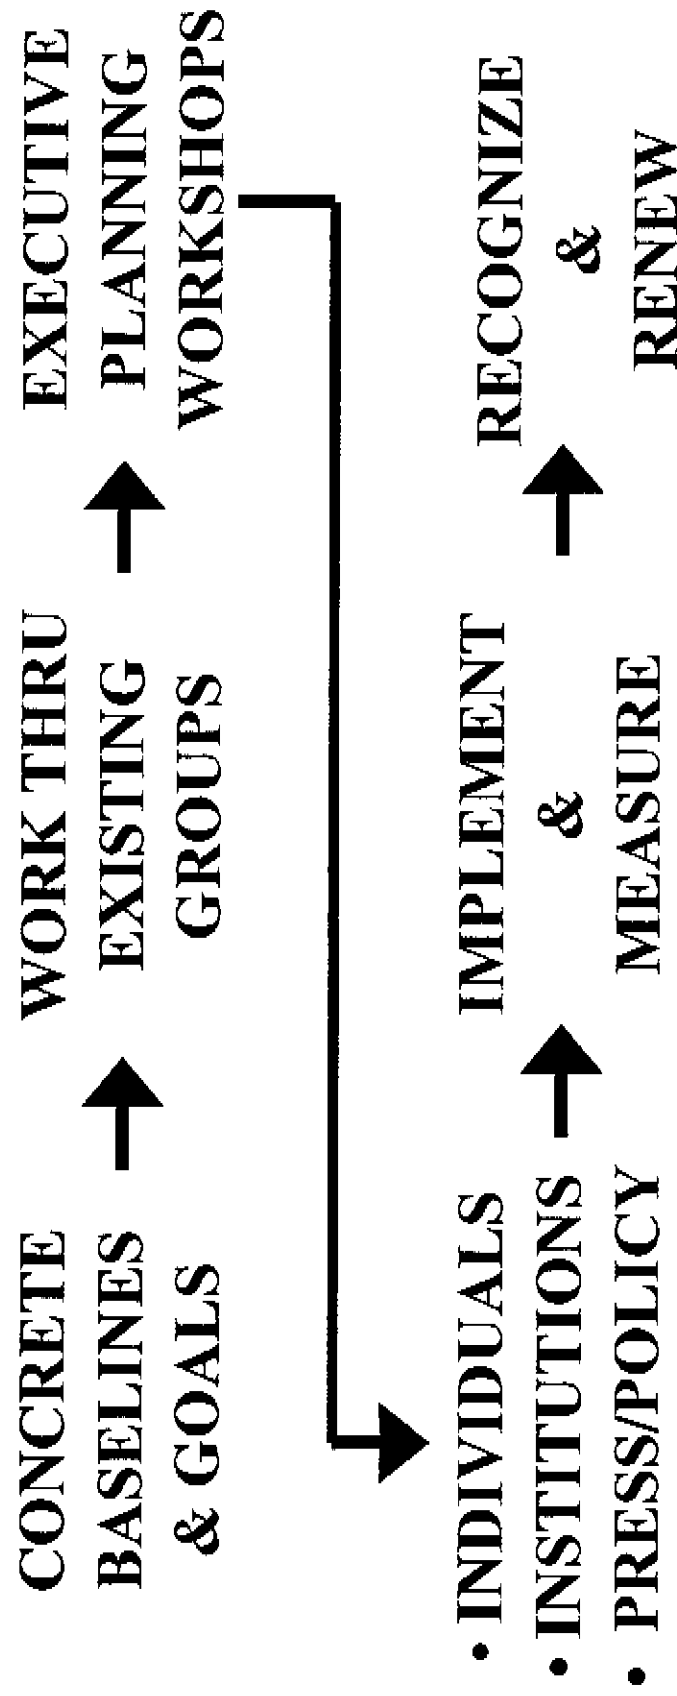 CONCRETE
BASELINES
& GOALS
WORK THRU
EXISTING
GROUPS
EXECUTIVE
PLANNING
WORKSHOPS
• INDIVIDUALS
• INSTITUTIONS
• PRESS/POLICY
IMPLEMENT
&
MEASURE
RECOGNIZE
&
RENEW